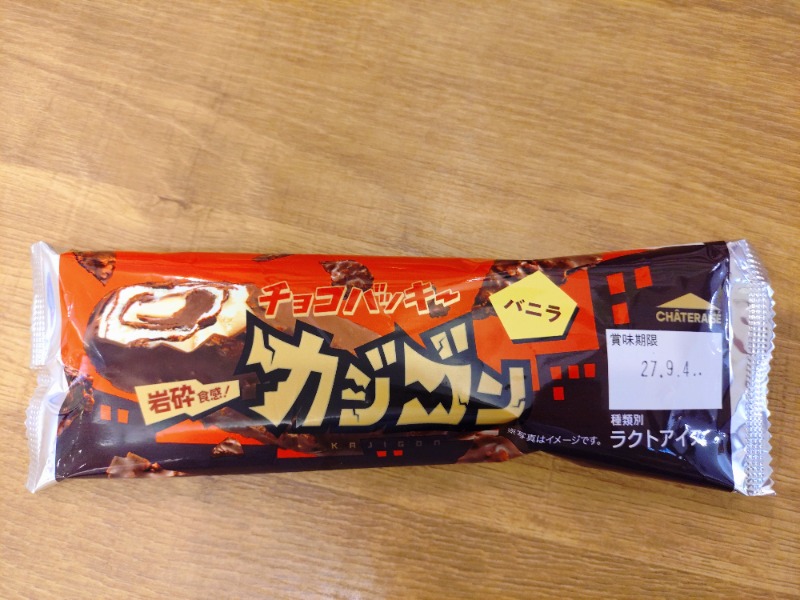 チョコバッキー
バニラ
カジゴン
KAJIGON
岩砕食感!
※写真はイメージです。
CHÂTERAISÉ
賞味期限
27.9.4..
種類別
ラクトアイス